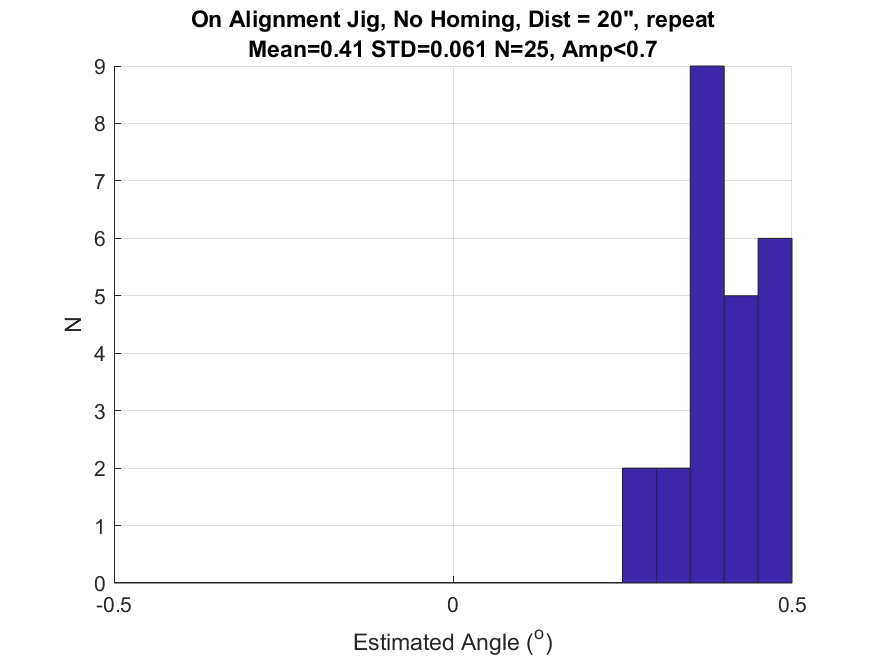 On Alignment Jig, No Homing, Dist = 20", repeat
Mean=0.41 STD=0.061 N=25, Amp<0.7
9
8
7
6
5
4
3
2
1
0
N
-0.5 0 0.5
Estimated Angle (o)